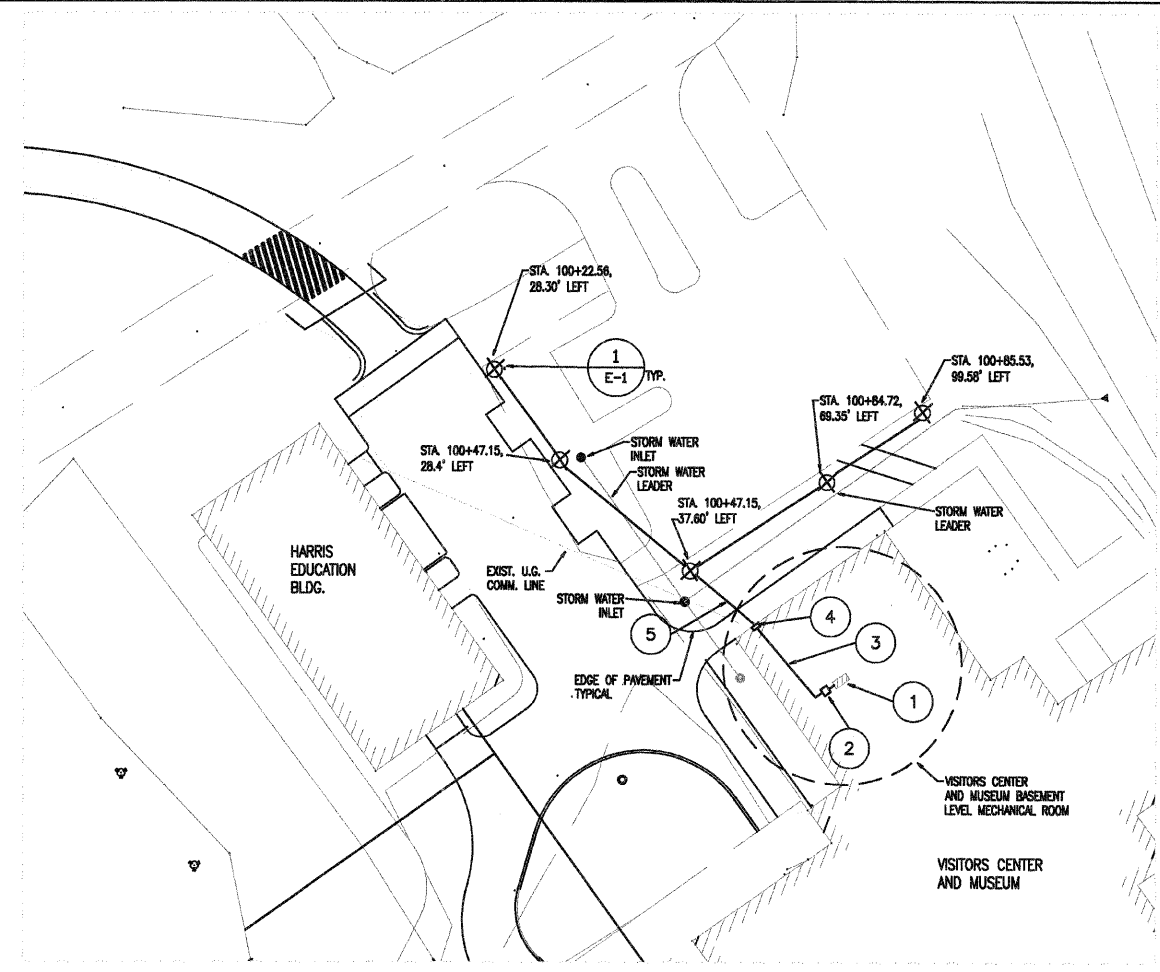 STA. 100+22.56,
28.30' LEFT
1
E-1
TYP.
STA. 100+85.53,
99.58' LEFT
STA. 100+84.72,
69.35' LEFT
STA. 100+47.15,
28.4' LEFT
STORM WATER
INLET
STORM WATER
LEADER
STA. 100+47.15,
37.60' LEFT
STORM WATER
LEADER
HARRIS
EDUCATION
BLDG.
EXIST. U.G.
COMM. LINE
STORM WATER
INLET
5
4
3
EDGE OF PAVEMENT
TYPICAL
1
2
VISITORS CENTER
AND MUSEUM BASEMENT
LEVEL MECHANICAL ROOM
VISITORS CENTER
AND MUSEUM